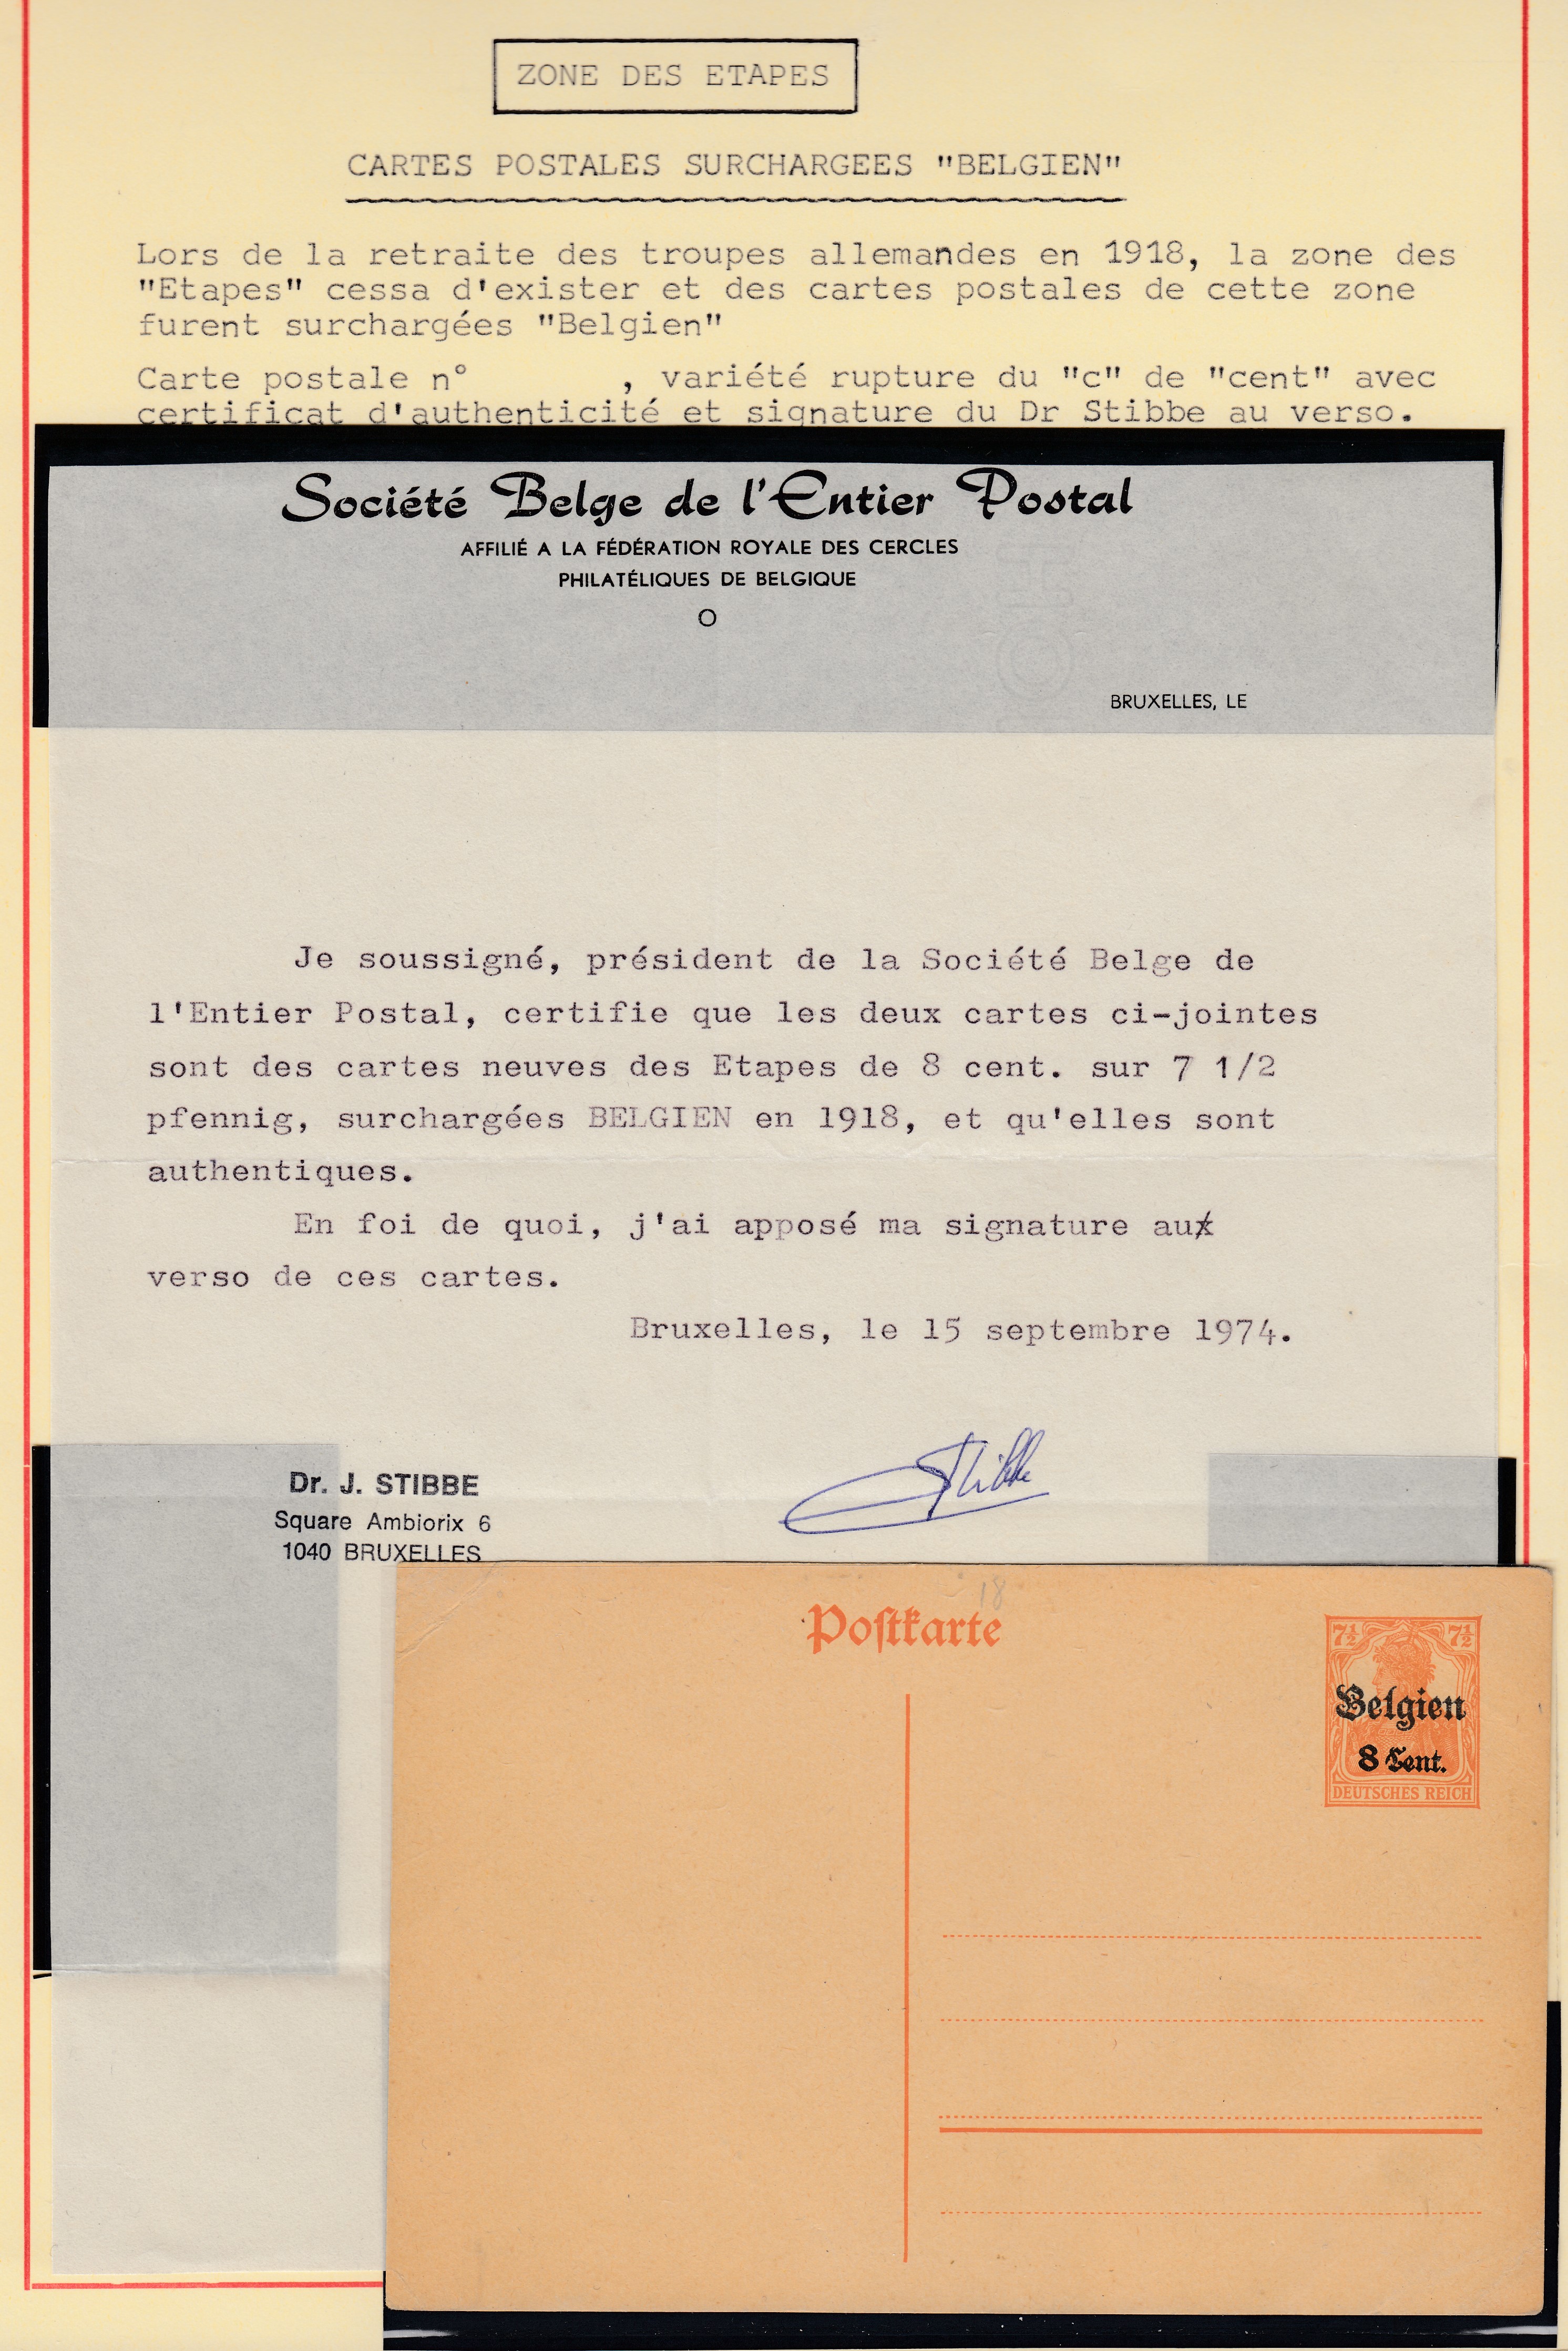 ZONE DES ETAPES
CARTES POSTALES SURCHARGEES "BELGIEN"
Lors de la retraite des troupes allemandes en 1918, la zone des
"Etapes" cessa d'exister et des cartes postales de cette zone
furent surchargées "Belgien"
Carte postale n° , variété rupture du "c" de "cent" avec
certificat d'authenticité et signature du Dr Stibbe au verso.
Société Belge de l'Entier Postal
AFFILIÉ A LA FÉDÉRATION ROYALE DES CERCLES
PHILATÉLIQUES DE BELGIQUE
O
BRUXELLES, LE
Je soussigné, président de la Société Belge de
l'Entier Postal, certifie que les deux cartes ci-jointes
sont des cartes neuves des Etapes de 8 cent. sur 7 1/2
pfennig, surchargées BELGIEN en 1918, et qu'elles sont
authentiques.
En foi de quoi, j'ai apposé ma signature au
verso de ces cartes.
Bruxelles, le 15 septembre 1974.
Stibbe
Dr. J. STIBBE
Square Ambiorix 6
1040 BRUXELLES
18
Postkarte
7½ 7½
Belgien
8 Cent.
DEUTSCHES REICH